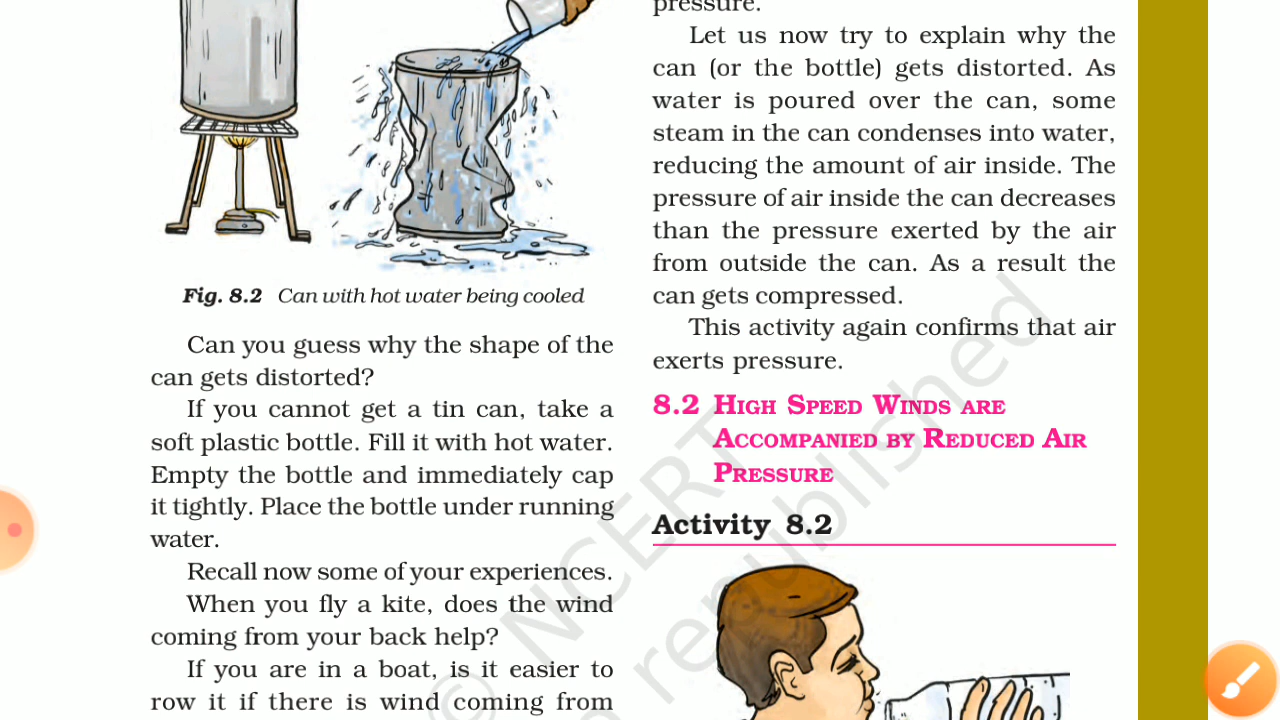 Fig. 8.2 Can with hot water being cooled
Can you guess why the shape of the
can gets distorted?
If you cannot get a tin can, take a
soft plastic bottle. Fill it with hot water.
Empty the bottle and immediately cap
it tightly. Place the bottle under running
water.
Recall now some of your experiences.
When you fly a kite, does the wind
coming from your back help?
If you are in a boat, is it easier to
row it if there is wind coming from
pressure.
Let us now try to explain why the
can (or the bottle) gets distorted. As
water is poured over the can, some
steam in the can condenses into water,
reducing the amount of air inside. The
pressure of air inside the can decreases
than the pressure exerted by the air
from outside the can. As a result the
can gets compressed.
This activity again confirms that air
exerts pressure.
8.2 HIGH SPEED WINDS ARE
ACCOMPANIED BY REDUCED AIR
PRESSURE
Activity 8.2
© NCERT
republished